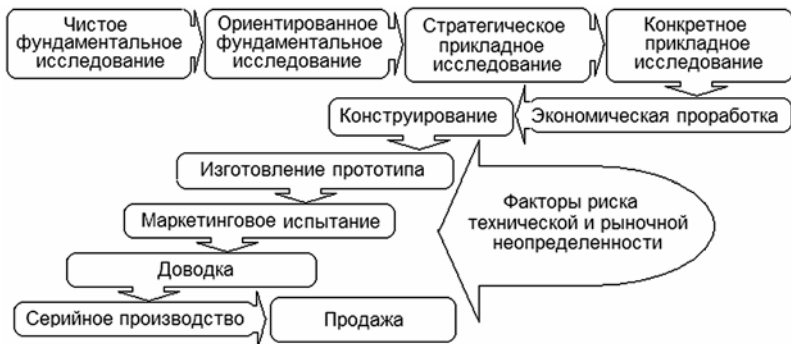 Чистое
фундаментальное
исследование
Ориентированное
фундаментальное
исследование
Стратегическое
прикладное
исследование
Конкретное
прикладное
исследование
Экономическая проработка
Конструирование
Изготовление прототипа
Маркетинговое испытание
Доводка
Серийное производство
Продажа
Факторы риска
технической и рыночной
неопределенности